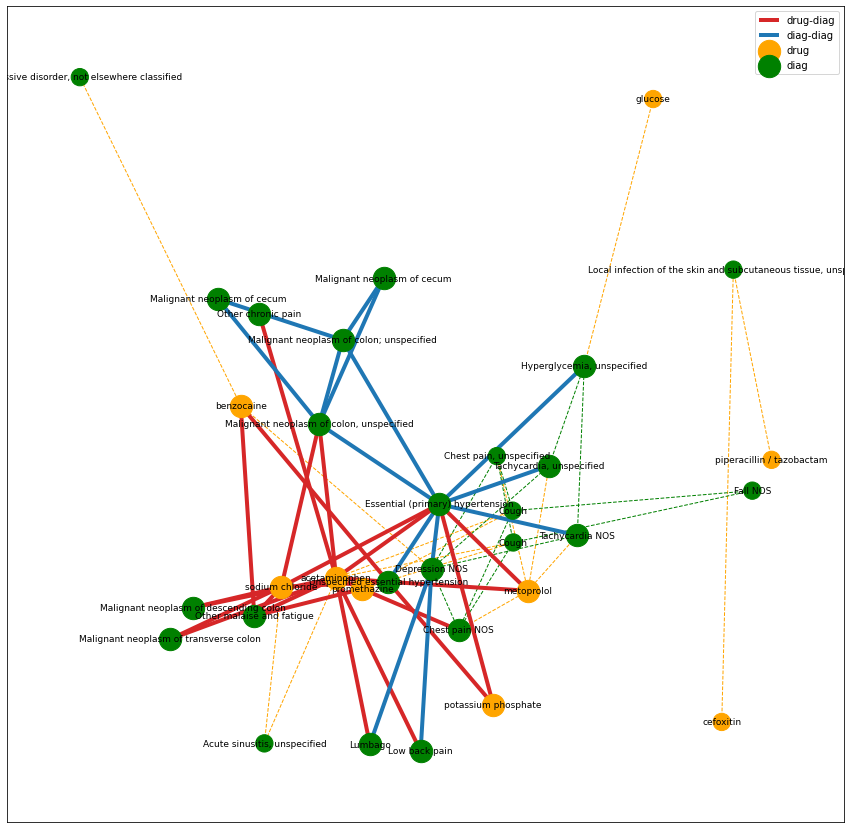 drug-diag
diag-diag
drug
diag
ssive disorder, not elsewhere classified
glucose
Local infection of the skin and subcutaneous tissue, unsp
Malignant neoplasm of cecum
Malignant neoplasm of cecum
Other chronic pain
Malignant neoplasm of colon; unspecified
Hyperglycemia, unspecified
benzocaine
Malignant neoplasm of colon, unspecified
Chest pain, unspecified
Tachycardia, unspecified
piperacillin / tazobactam
Fall NOS
Essential (primary) hypertension
Cough
Tachycardia NOS
Cough
Depression NOS
acetaminophen
Unspecified essential hypertension
sodium chloride
promethazine
metoprolol
Malignant neoplasm of descending colon
Other malaise and fatigue
Chest pain NOS
Malignant neoplasm of transverse colon
potassium phosphate
cefoxitin
Acute sinusitis, unspecified
Lumbago
Low back pain